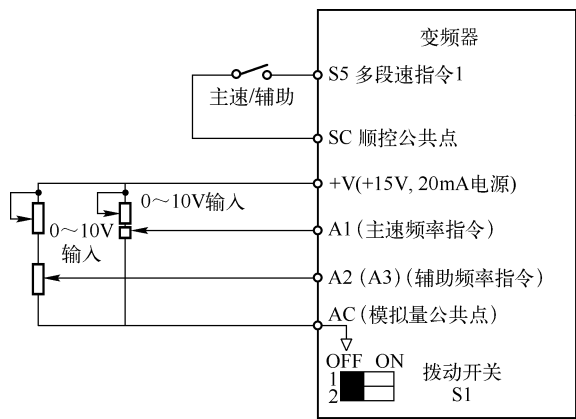 变频器
S5 多段速指令1
主速/辅助
SC 顺控公共点
+V(+15V, 20mA电源)
0～10V输入
0～10V
输入
A1 (主速频率指令)
A2 (A3) (辅助频率指令)
AC (模拟量公共点)
OFF ON
1
2
拨动开关
S1